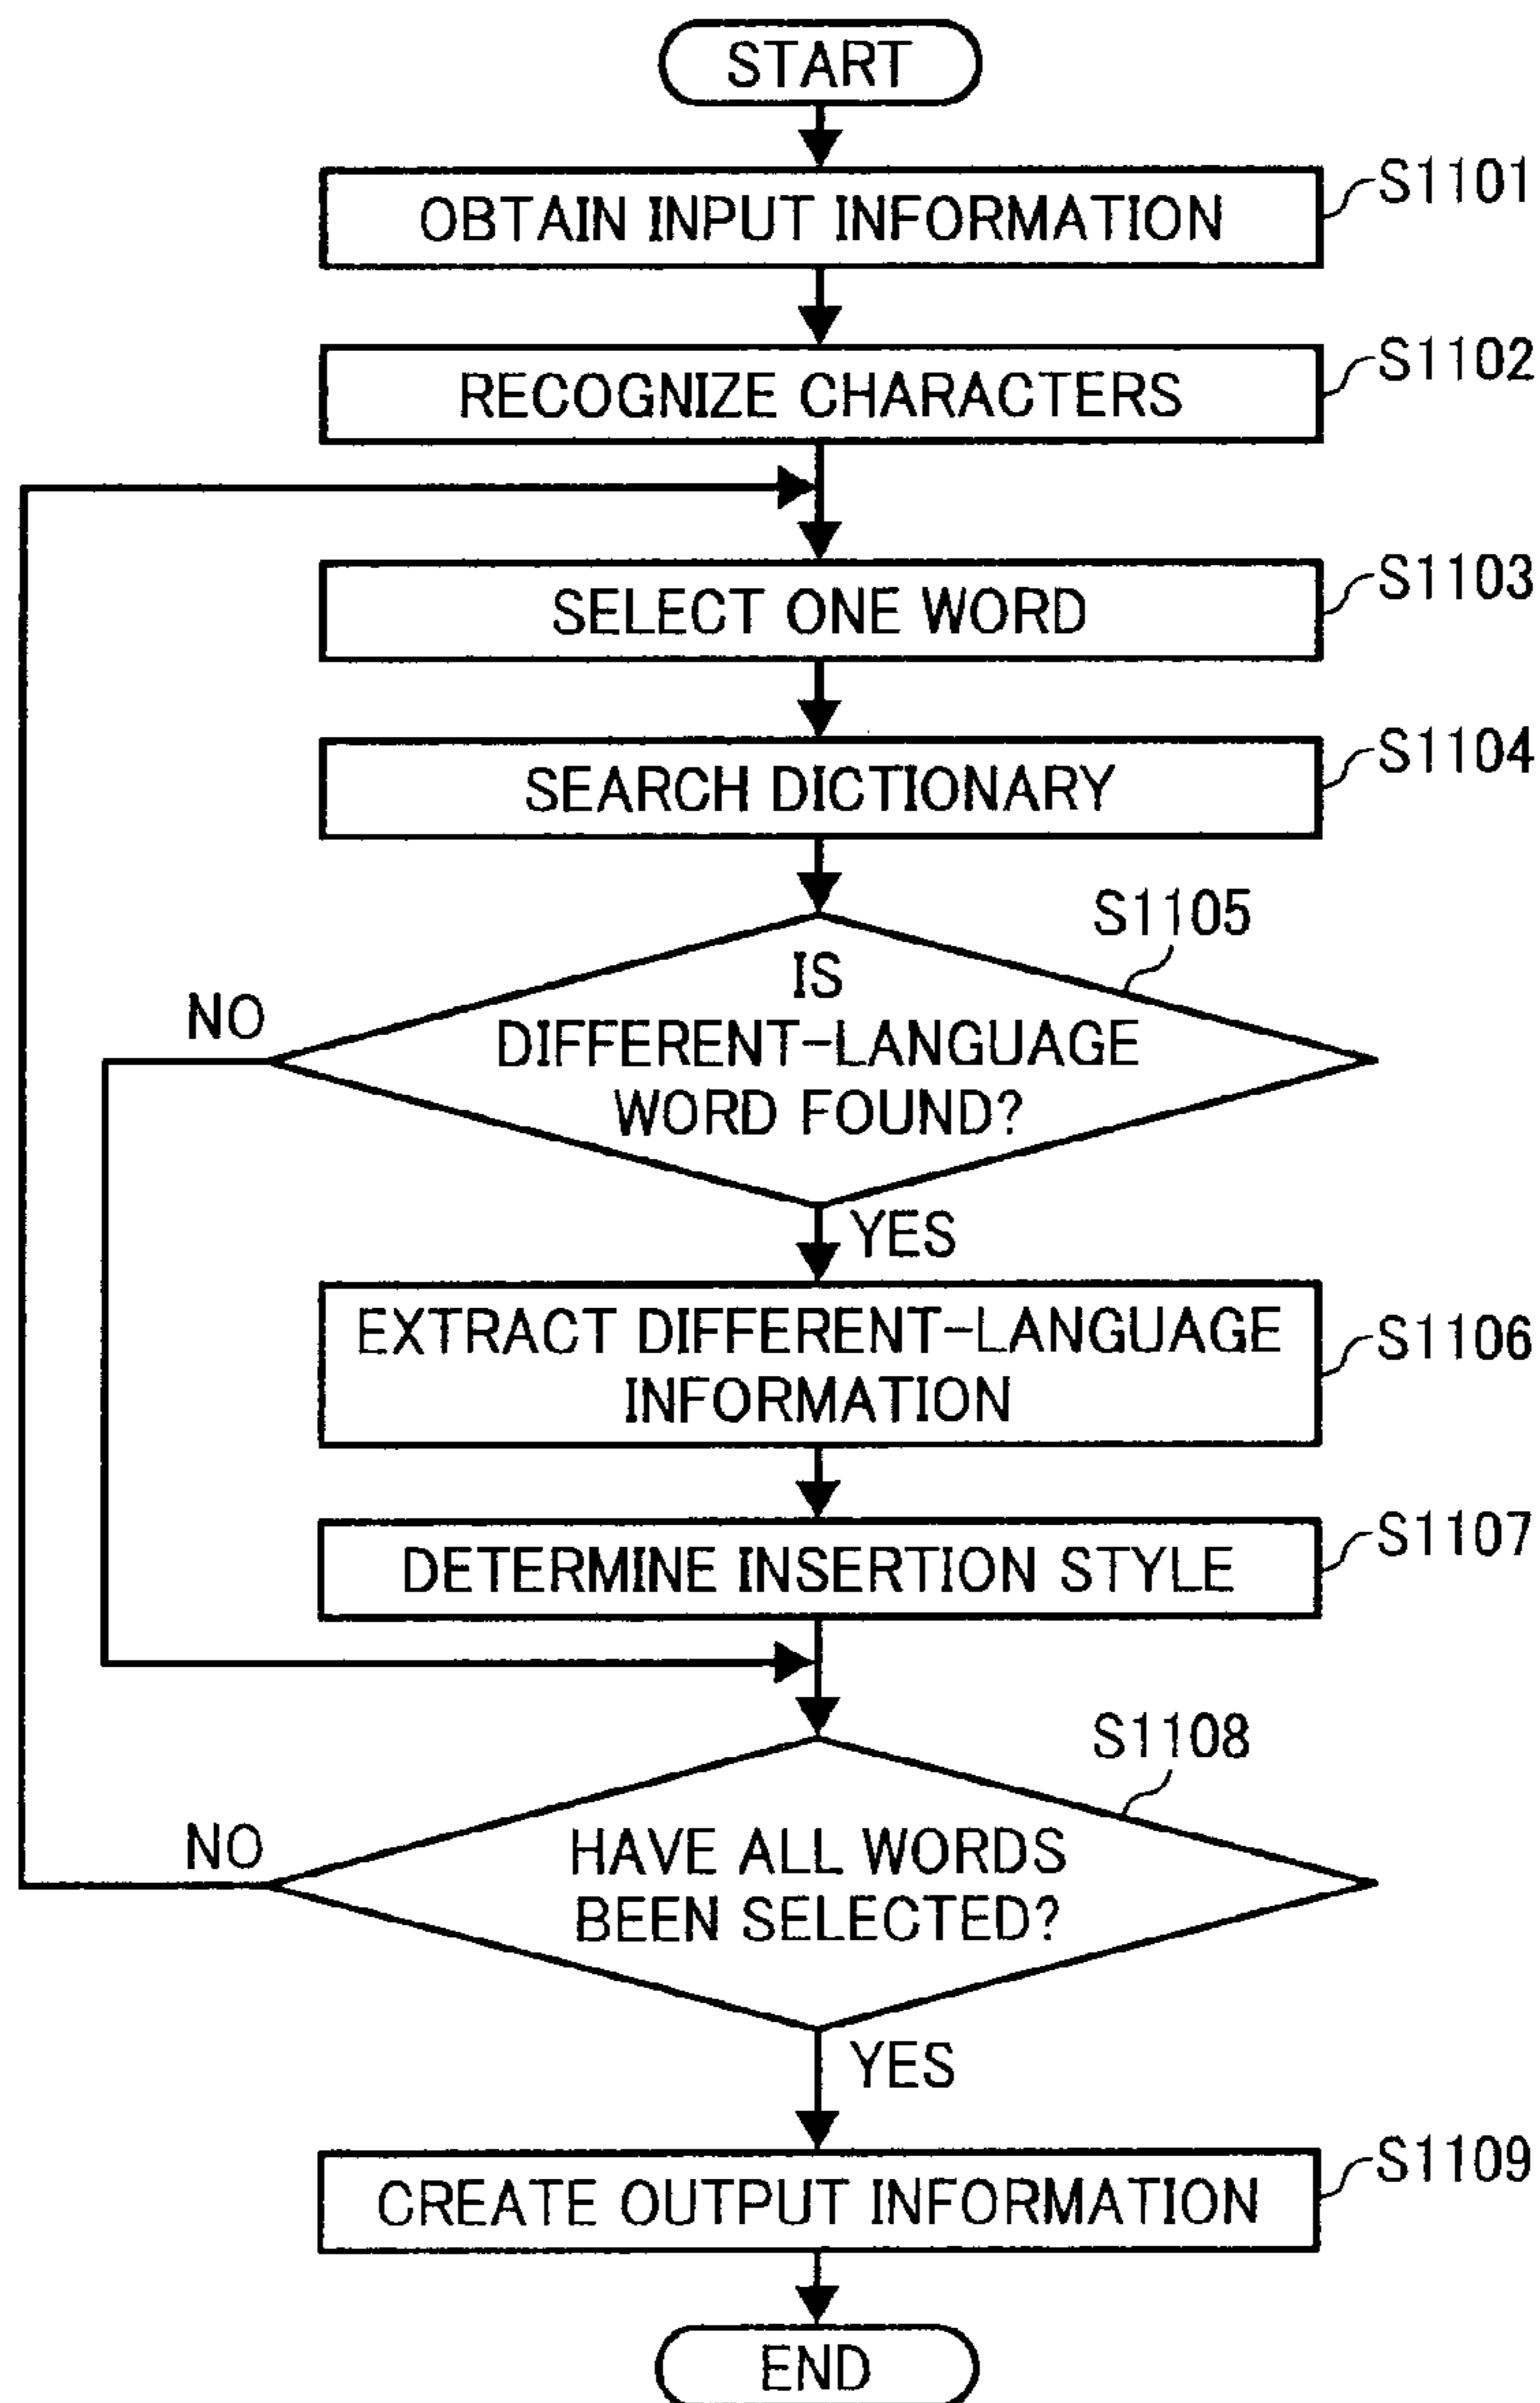 START
OBTAIN INPUT INFORMATION
S1101
RECOGNIZE CHARACTERS
S1102
SELECT ONE WORD
S1103
SEARCH DICTIONARY
S1104
S1105
IS
DIFFERENT-LANGUAGE
WORD FOUND?
NO
YES
EXTRACT DIFFERENT-LANGUAGE
INFORMATION
S1106
DETERMINE INSERTION STYLE
S1107
S1108
HAVE ALL WORDS
BEEN SELECTED?
NO
YES
CREATE OUTPUT INFORMATION
S1109
END